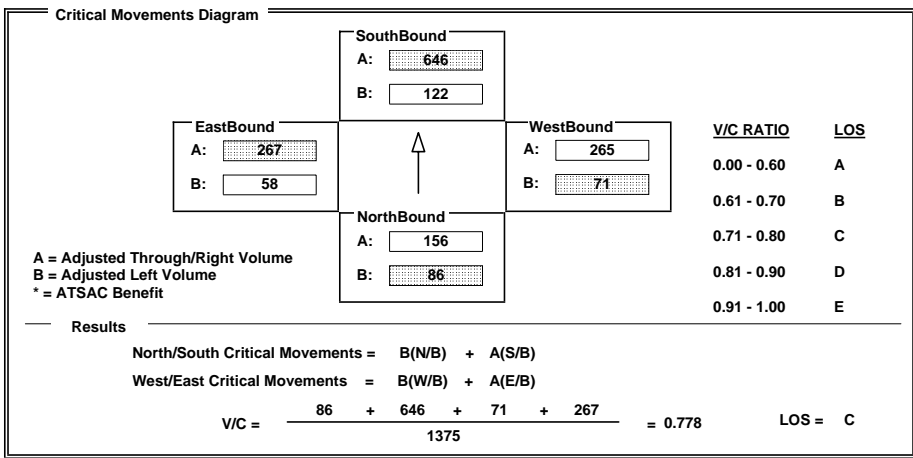 Critical Movements Diagram
SouthBound
A: 646
B: 122
EastBound
A: 267
B: 58
WestBound
A: 265
B: 71
NorthBound
A: 156
B: 86
V/C RATIO LOS
0.00 - 0.60 A
0.61 - 0.70 B
0.71 - 0.80 C
0.81 - 0.90 D
0.91 - 1.00 E
A = Adjusted Through/Right Volume
B = Adjusted Left Volume
* = ATSAC Benefit
Results
North/South Critical Movements = B(N/B) + A(S/B)
West/East Critical Movements = B(W/B) + A(E/B)
V/C = 86 + 646 + 71 + 267 = 0.778 LOS = C
1375